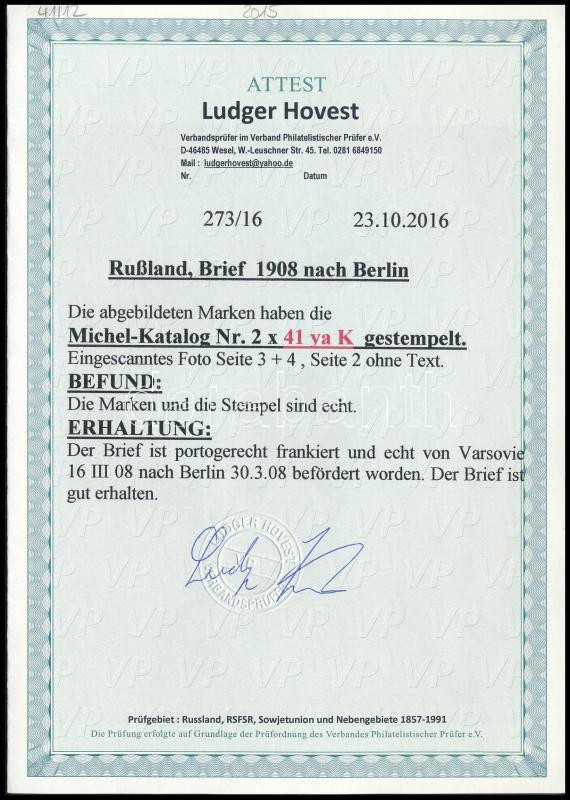 41/12 2015
ATTEST
Ludger Hovest
Verbandsprüfer im Verband Philatelistischer Prüfer e.V.
D-46485 Wesel, W.-Leuschner Str. 45. Tel. 0281 6849150
Mail : ludgerhovest@yahoo.de
Nr. Datum
273/16 23.10.2016
Rußland, Brief 1908 nach Berlin
Die abgebildeten Marken haben die
Michel-Katalog Nr. 2 x 41 ya K gestempelt.
Eingescanntes Foto Seite 3 + 4 , Seite 2 ohne Text.
BEFUND:
Die Marken und die Stempel sind echt.
ERHALTUNG:
Der Brief ist portogerecht frankiert und echt von Varsovie
16 III 08 nach Berlin 30.3.08 befördert worden. Der Brief ist
gut erhalten.
LUDGER HOVEST
VP
VERBANDSPRÜFER
Prüfgebiet : Russland, RSFSR, Sowjetunion und Nebengebiete 1857-1991
Die Prüfung erfolgte auf Grundlage der Prüfordnung des Verbandes Philatelistischer Prüfer e.V.